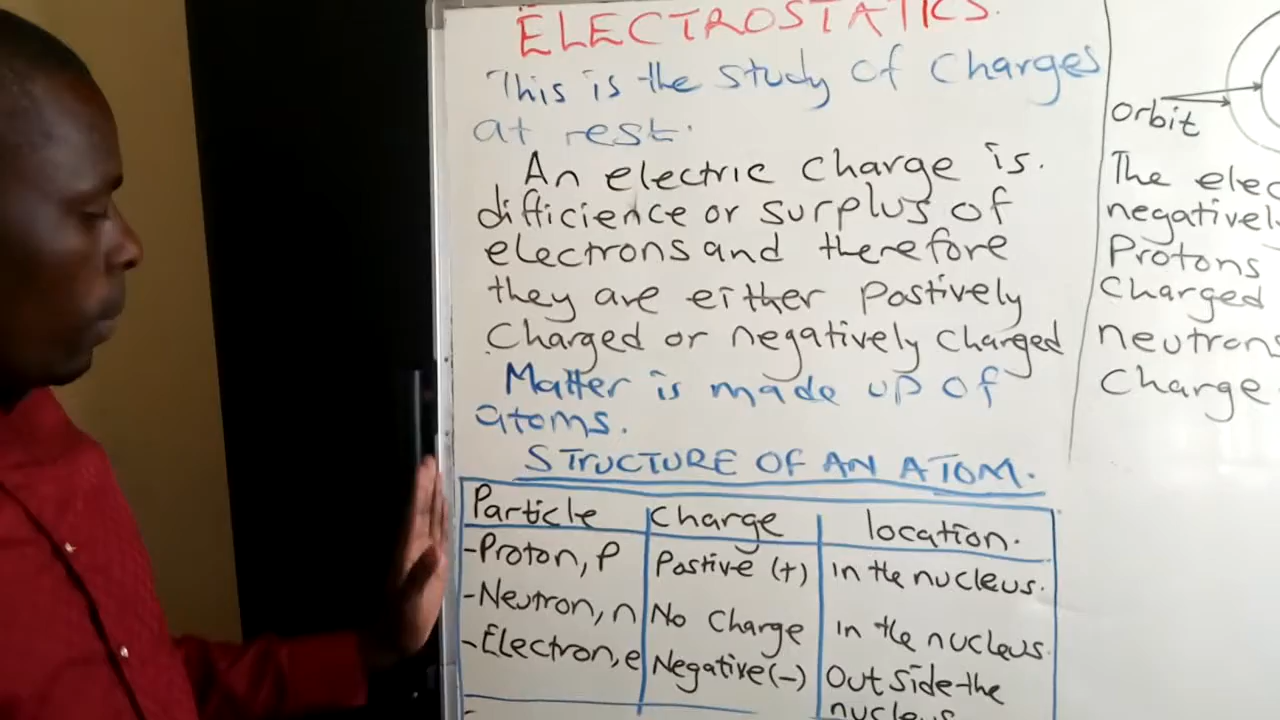 ELECTROSTATICS.
This is the study of charges
at rest.
An electric charge is.
difficience or surplus of
electrons and therefore
they are either Postively
Charged or negatively charged
Matter is made up of
atoms.
STRUCTURE OF AN ATOM.
Particle Charge location.
-Proton, P Postive (+) in the nucleus.
-Neutron, n No Charge in the nucleus.
-Electron, e Negative (-) Out side the
nucleus
orbit
The elec
negatively
Protons
Charged
neutrons
Charge